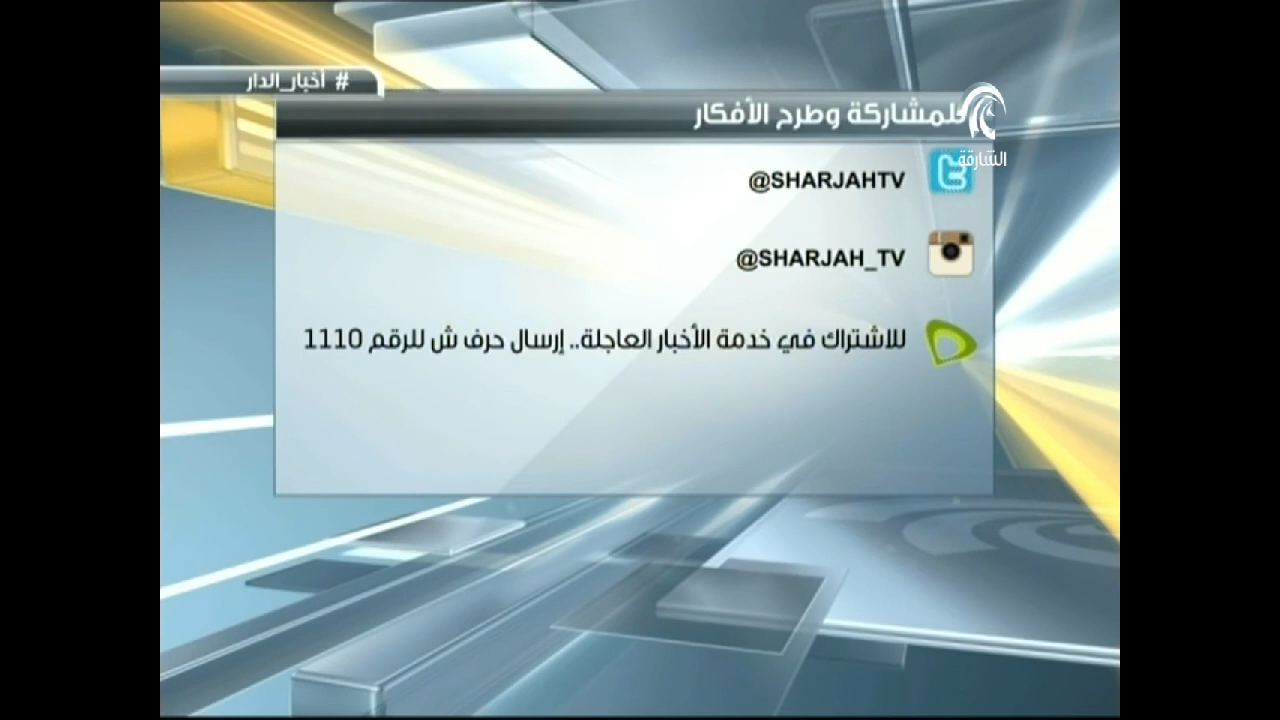 # أخبار_الدار
للمشاركة وطرح الأفكار
الشارقة
@SHARJAHTV
@SHARJAH_TV
للاشتراك في خدمة الأخبار العاجلة.. إرسال حرف ش للرقم 1110